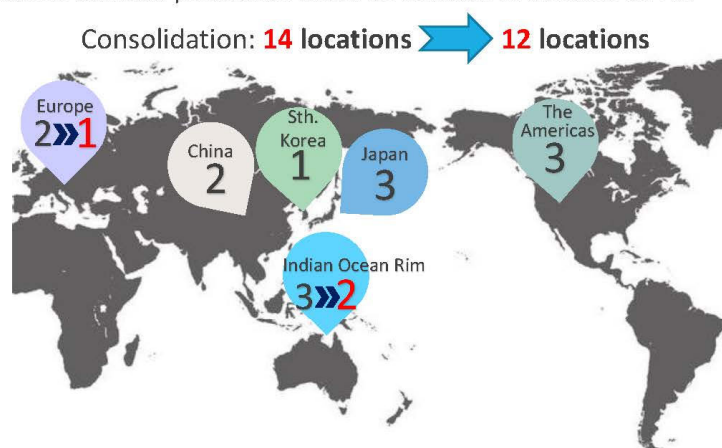 Consolidation: 14 locations 12 locations
Europe
2»1
China
2
Sth.
Korea
1
Japan
3
The
Americas
3
Indian Ocean Rim
3»2